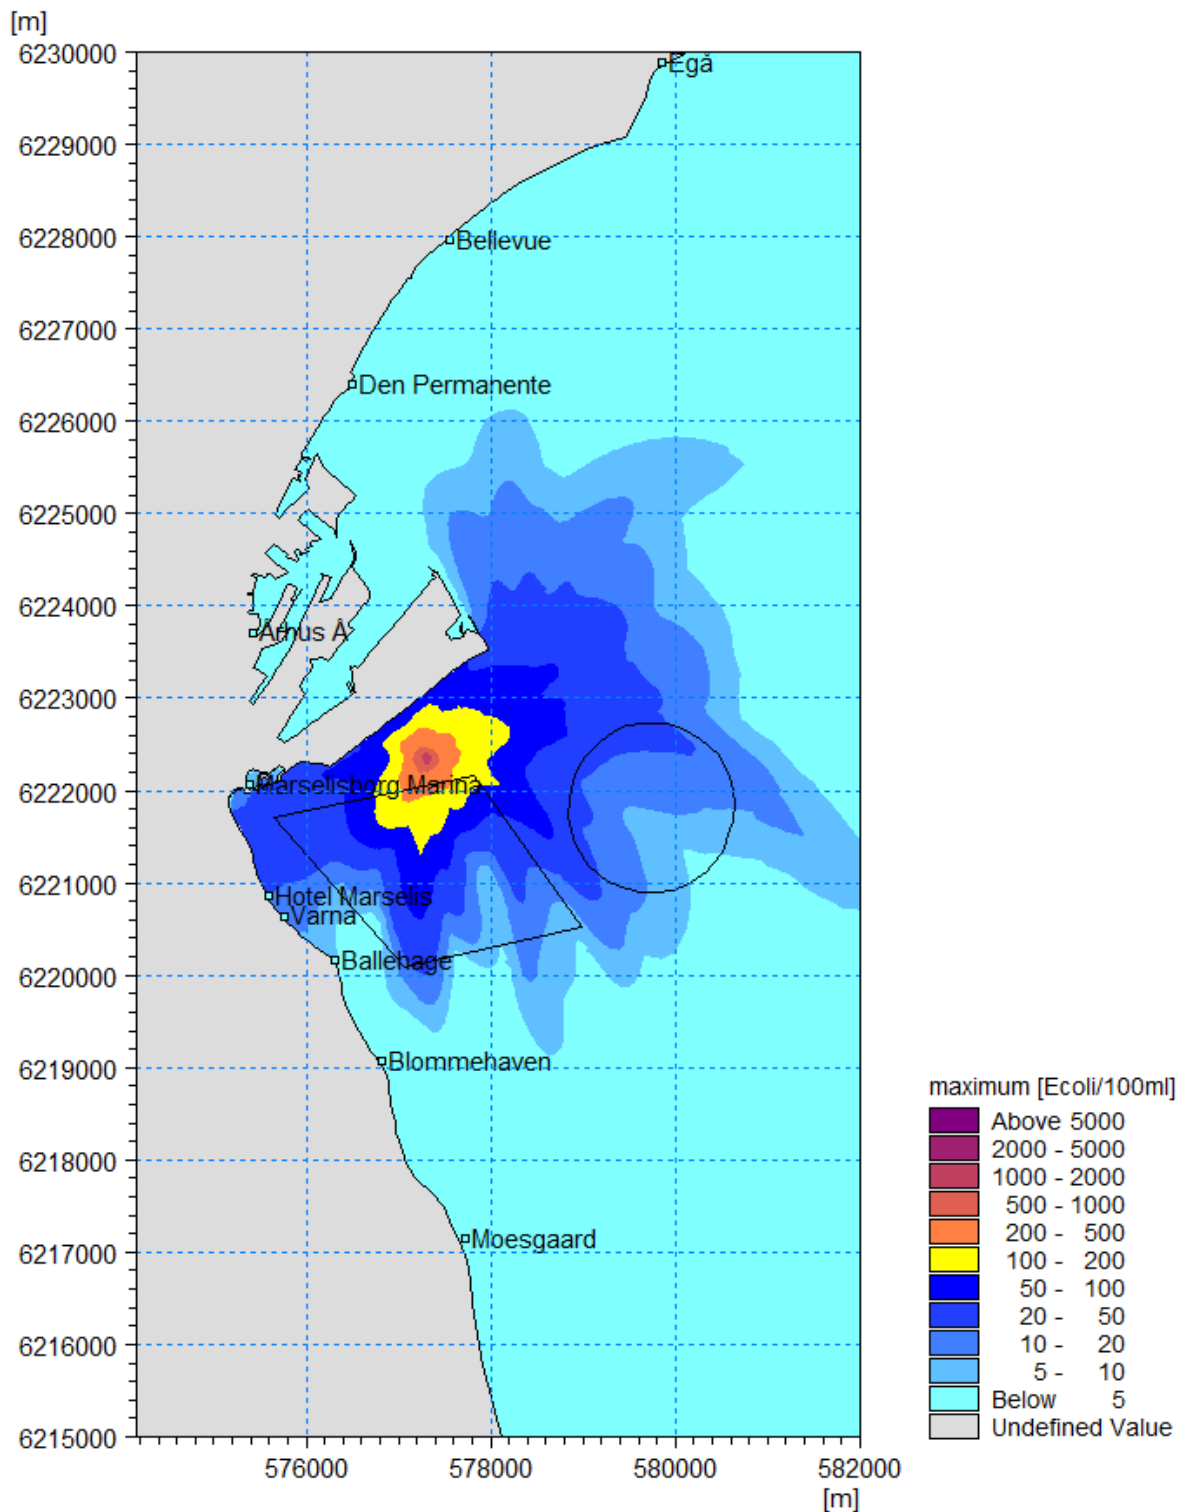 [m]
6230000
Egå
6229000
6228000
Bellevue
6227000
Den Permanente
6226000
6225000
6224000
Århus Å
6223000
6222000
Marselisborg Marina
6221000
Hotel Marselis
Varna
Ballehage
6220000
6219000
Blommehaven
6218000
6217000
Moesgaard
6216000
6215000
576000 578000 580000 582000
[m]
maximum [Ecoli/100ml]
Above 5000
2000 - 5000
1000 - 2000
500 - 1000
200 - 500
100 - 200
50 - 100
20 - 50
10 - 20
5 - 10
Below 5
Undefined Value